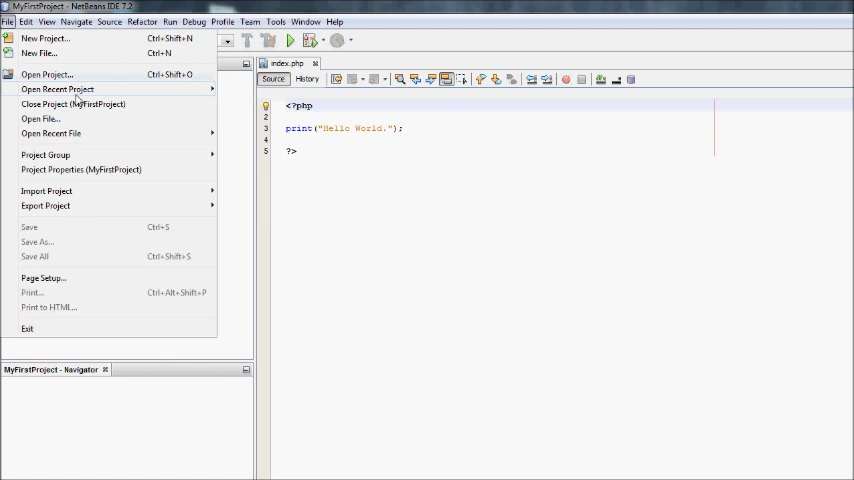 MyFirstProject - NetBeans IDE 7.2
File Edit View Navigate Source Refactor Run Debug Profile Team Tools Window Help
New Project... Ctrl+Shift+N
New File... Ctrl+N
Open Project... Ctrl+Shift+O
Open Recent Project
Close Project (MyFirstProject)
Open File...
Open Recent File
Project Group
Project Properties (MyFirstProject)
Import Project
Export Project
Save Ctrl+S
Save As...
Save All Ctrl+Shift+S
Page Setup...
Print... Ctrl+Alt+Shift+P
Print to HTML...
Exit
MyFirstProject - Navigator
index.php
Source History
<?php
2
3 print("Hello World.");
4
5 ?>